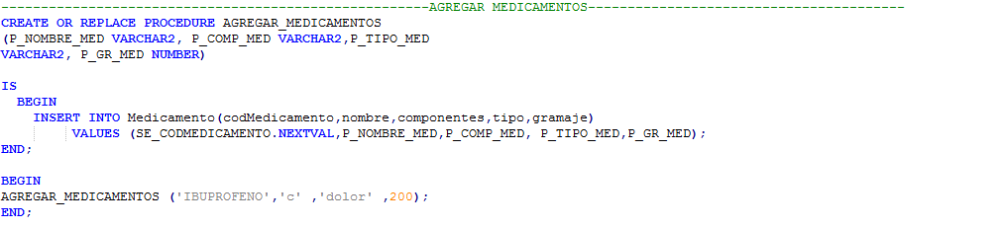 ------------------------------------------------------AGREGAR MEDICAMENTOS----------------------------------------
CREATE OR REPLACE PROCEDURE AGREGAR_MEDICAMENTOS
(P_NOMBRE_MED VARCHAR2, P_COMP_MED VARCHAR2,P_TIPO_MED
VARCHAR2, P_GR_MED NUMBER)
IS
BEGIN
INSERT INTO Medicamento(codMedicamento,nombre,componentes,tipo,gramaje)
VALUES (SE_CODMEDICAMENTO.NEXTVAL,P_NOMBRE_MED,P_COMP_MED, P_TIPO_MED,P_GR_MED);
END;
BEGIN
AGREGAR_MEDICAMENTOS ('IBUPROFENO','c' ,'dolor' ,200);
END;